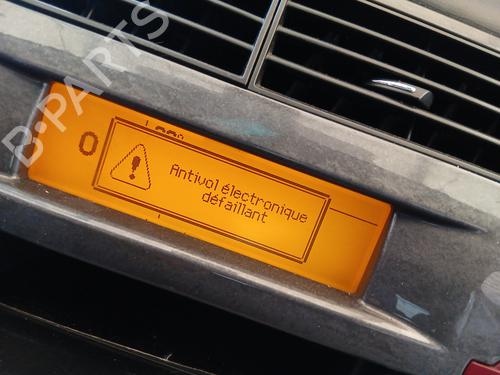 B-PARTS
0
Antivol électronique
défaillant